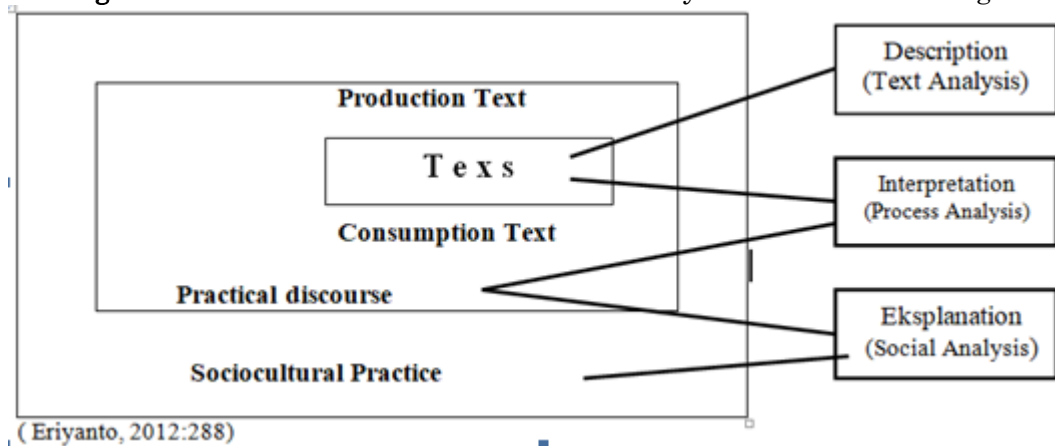 Production Text
T e x s
Consumption Text
Practical discourse
Sociocultural Practice
Description
(Text Analysis)
Interpretation
(Process Analysis)
Eksplanation
(Social Analysis)
( Eriyanto, 2012:288)